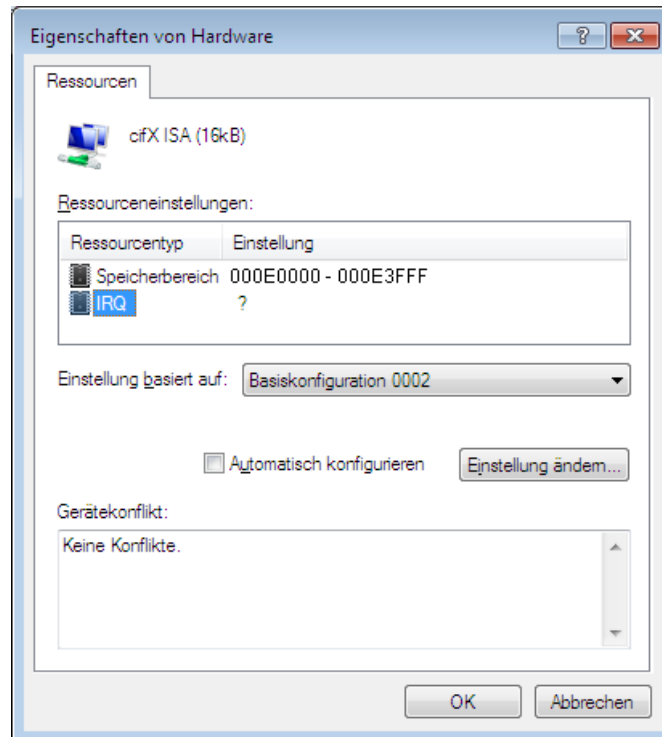 Eigenschaften von Hardware
Ressourcen
cifX ISA (16kB)
Ressourceneinstellungen:
Ressourcentyp Einstellung
Speicherbereich 000E0000 - 000E3FFF
IRQ ?
Einstellung basiert auf: Basiskonfiguration 0002
Automatisch konfigurieren Einstellung ändern...
Gerätekonflikt:
Keine Konflikte.
OK Abbrechen